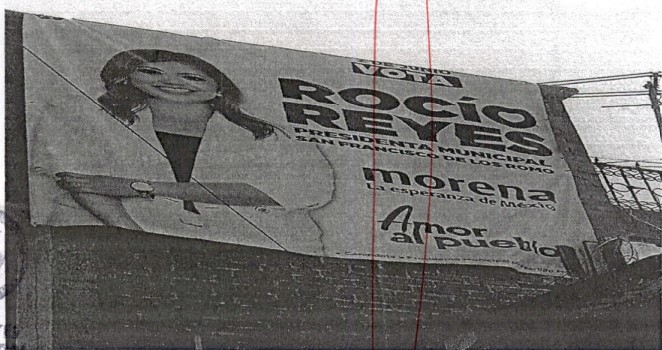 VOTA
ROCÍO
REYES
PRESIDENTA MUNICIPAL
SAN FRANCISCO DE LOS ROMO
morena
La esperanza de México
Amor
al pueblo